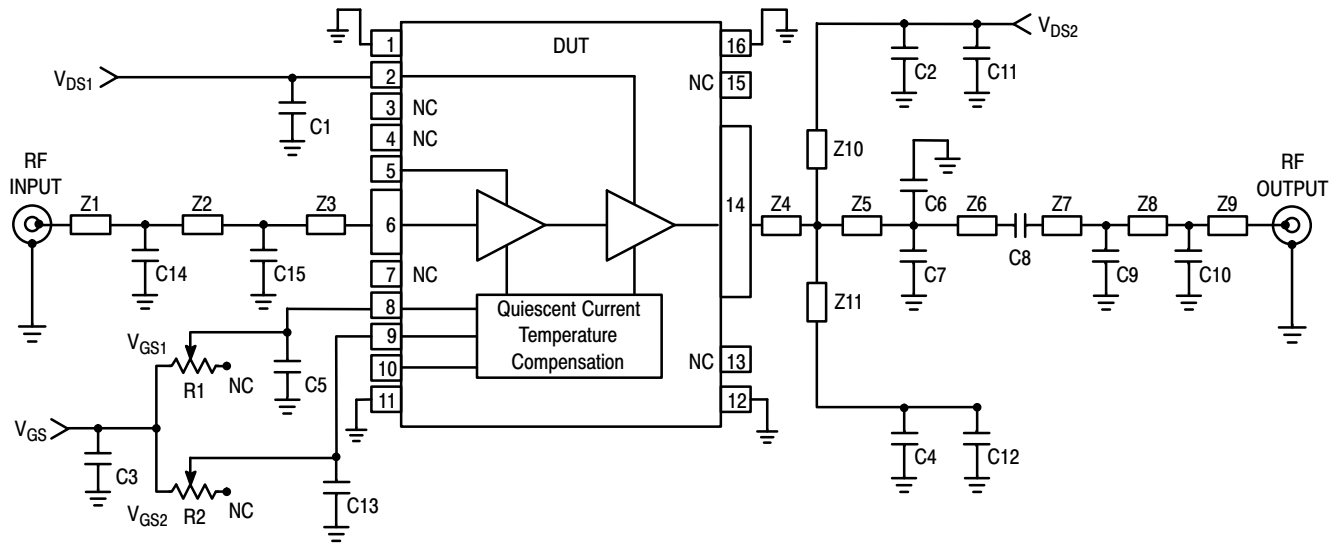 1
DUT
16
V_DS2
V_DS1
2
NC
15
C2
C11
3
NC
C1
4
NC
Z10
RF
INPUT
5
14
RF
OUTPUT
Z1
Z2
Z3
6
Z4
Z5
C6
Z6
Z7
Z8
Z9
C14
C15
C7
C8
C9
C10
7
NC
Z11
8
Quiescent Current
Temperature
Compensation
V_GS1
9
R1
NC
C5
10
NC
13
11
12
V_GS
C3
C4
C12
V_GS2
R2
NC
C13